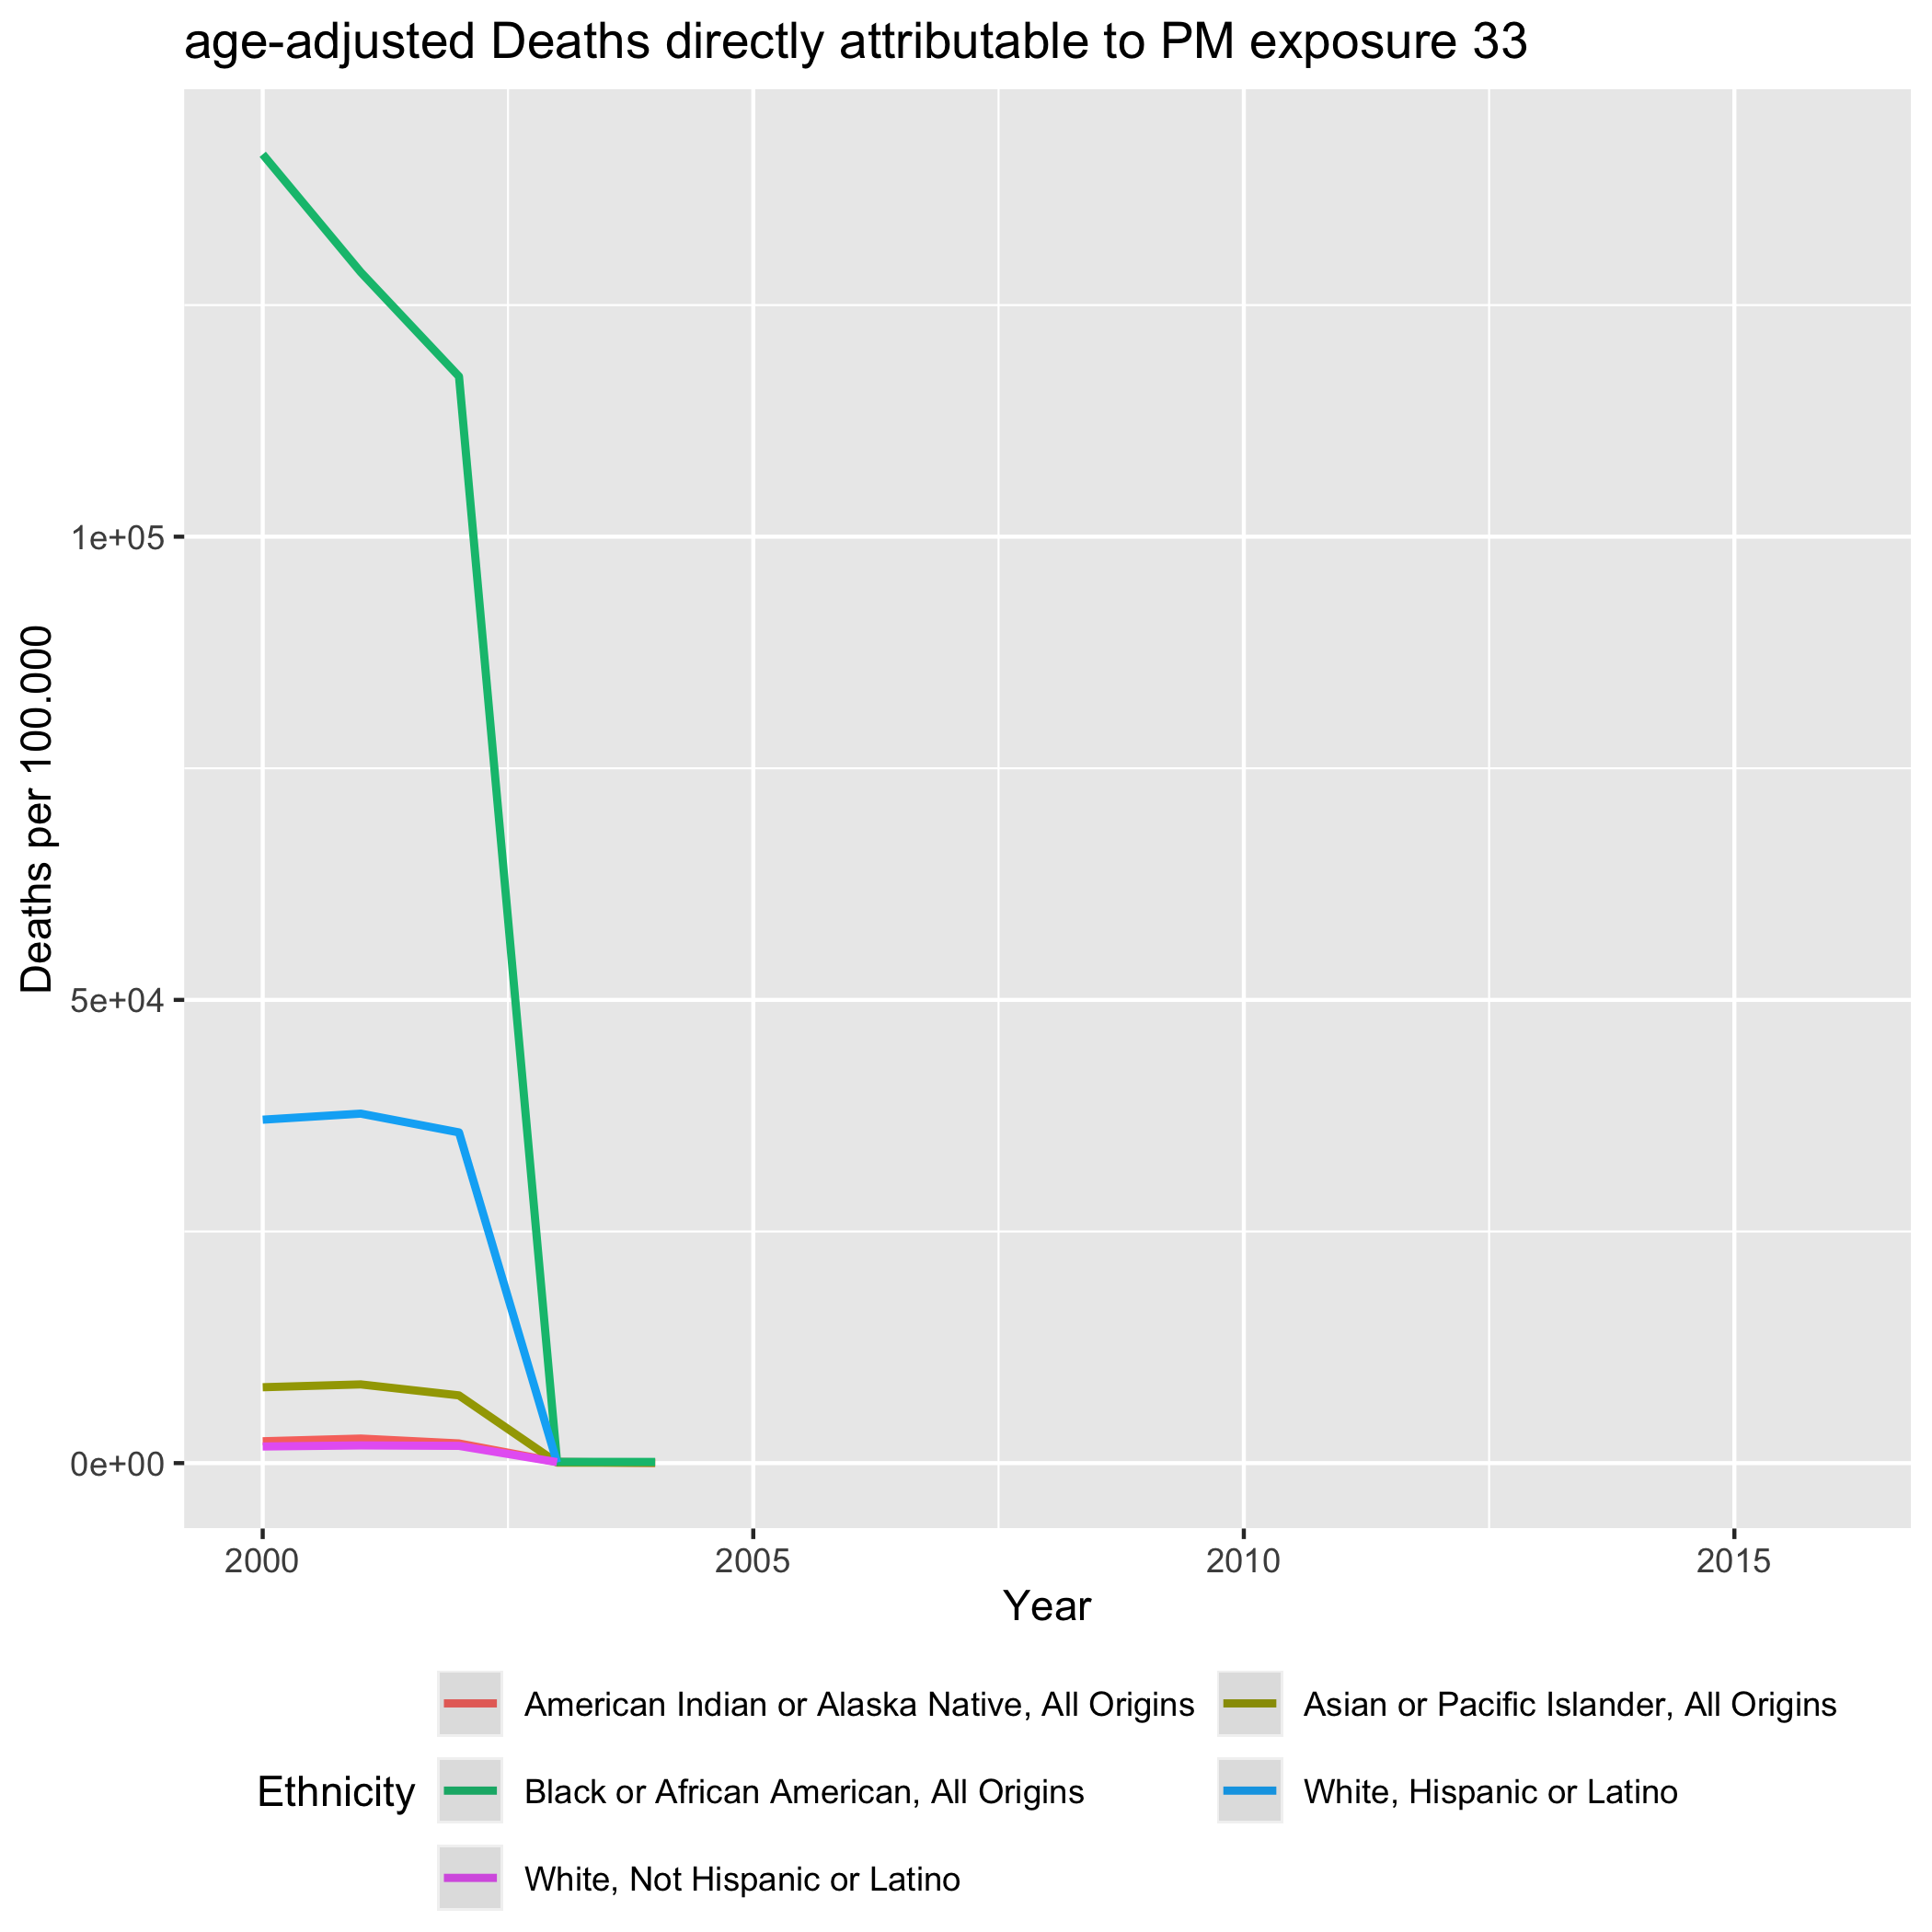 age-adjusted Deaths directly attributable to PM exposure 33
Deaths per 100.000
1e+05
5e+04
0e+00
2000 2005 2010 2015
Year
Ethnicity
American Indian or Alaska Native, All Origins
Asian or Pacific Islander, All Origins
Black or African American, All Origins
White, Hispanic or Latino
White, Not Hispanic or Latino